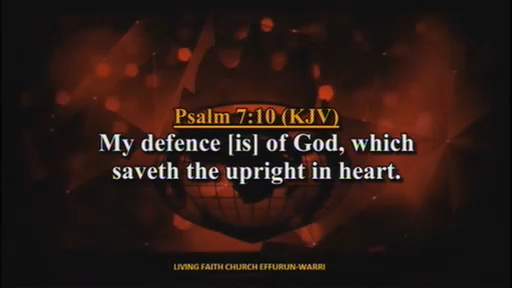 Psalm 7:10 (KJV)
My defence [is] of God, which
saveth the upright in heart.
LIVING FAITH CHURCH EFFURUN-WARRI